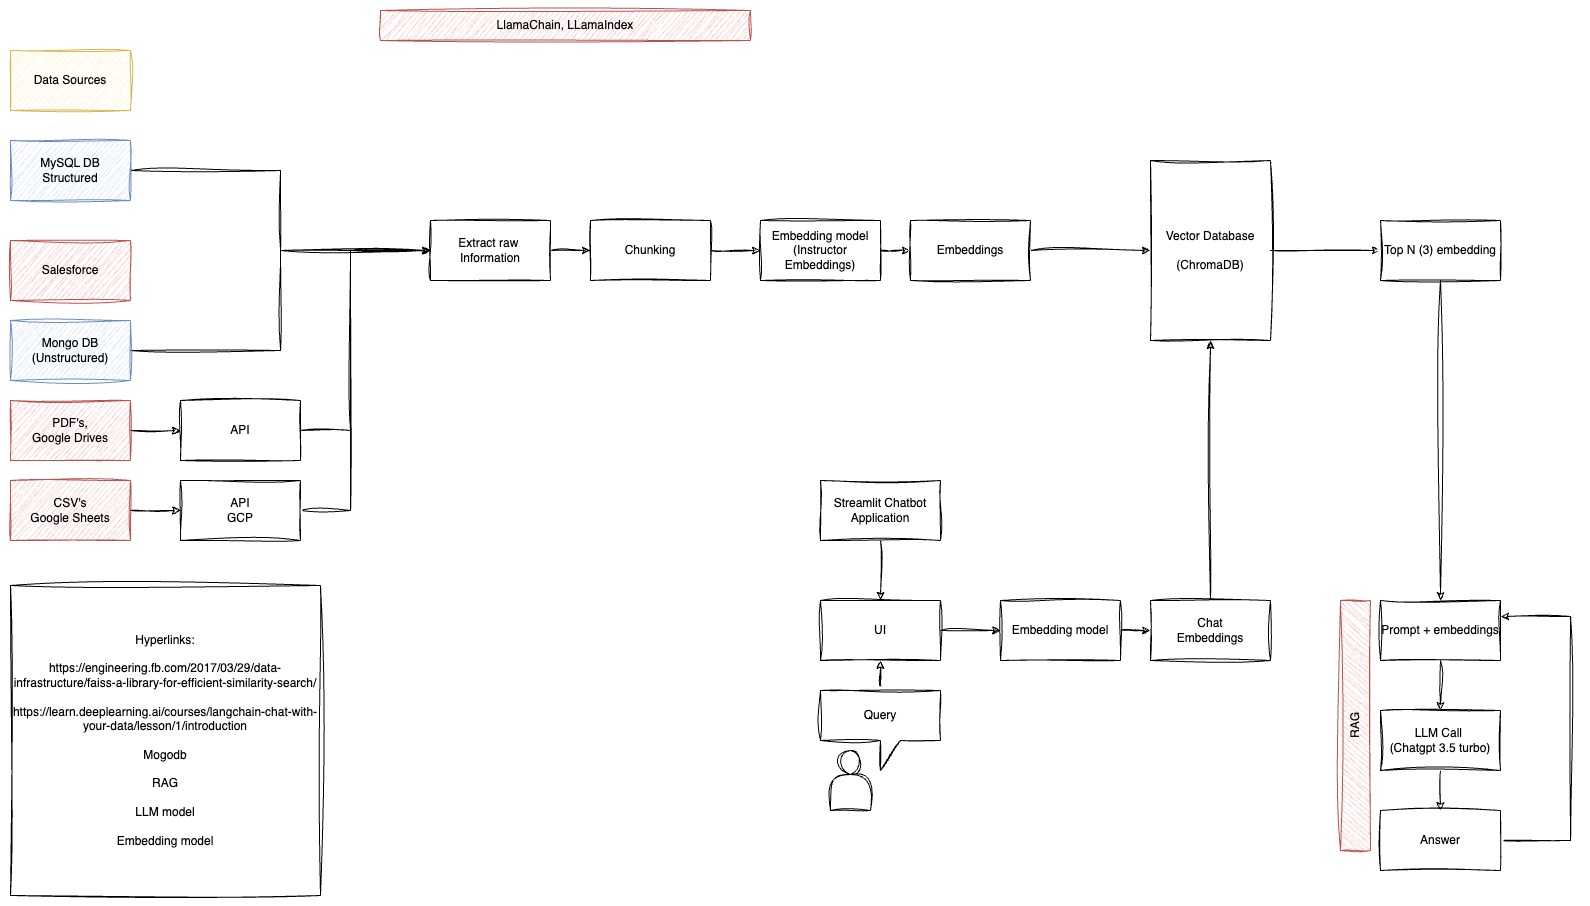 LlamaChain, LLamaIndex
Data Sources
MySQL DB
Structured
Salesforce
Mongo DB
(Unstructured)
PDF's,
Google Drives
API
CSV's
Google Sheets
API
GCP
Extract raw
Information
Chunking
Embedding model
(Instructor
Embeddings)
Embeddings
Vector Database
(ChromaDB)
Top N (3) embedding
Streamlit Chatbot
Application
UI
Embedding model
Chat
Embeddings
Query
RAG
Prompt + embeddings
LLM Call
(Chatgpt 3.5 turbo)
Answer
Hyperlinks:
https://engineering.fb.com/2017/03/29/data-
infrastructure/faiss-a-library-for-efficient-similarity-search/
https://learn.deeplearning.ai/courses/langchain-chat-with-
your-data/lesson/1/introduction
Mogodb
RAG
LLM model
Embedding model